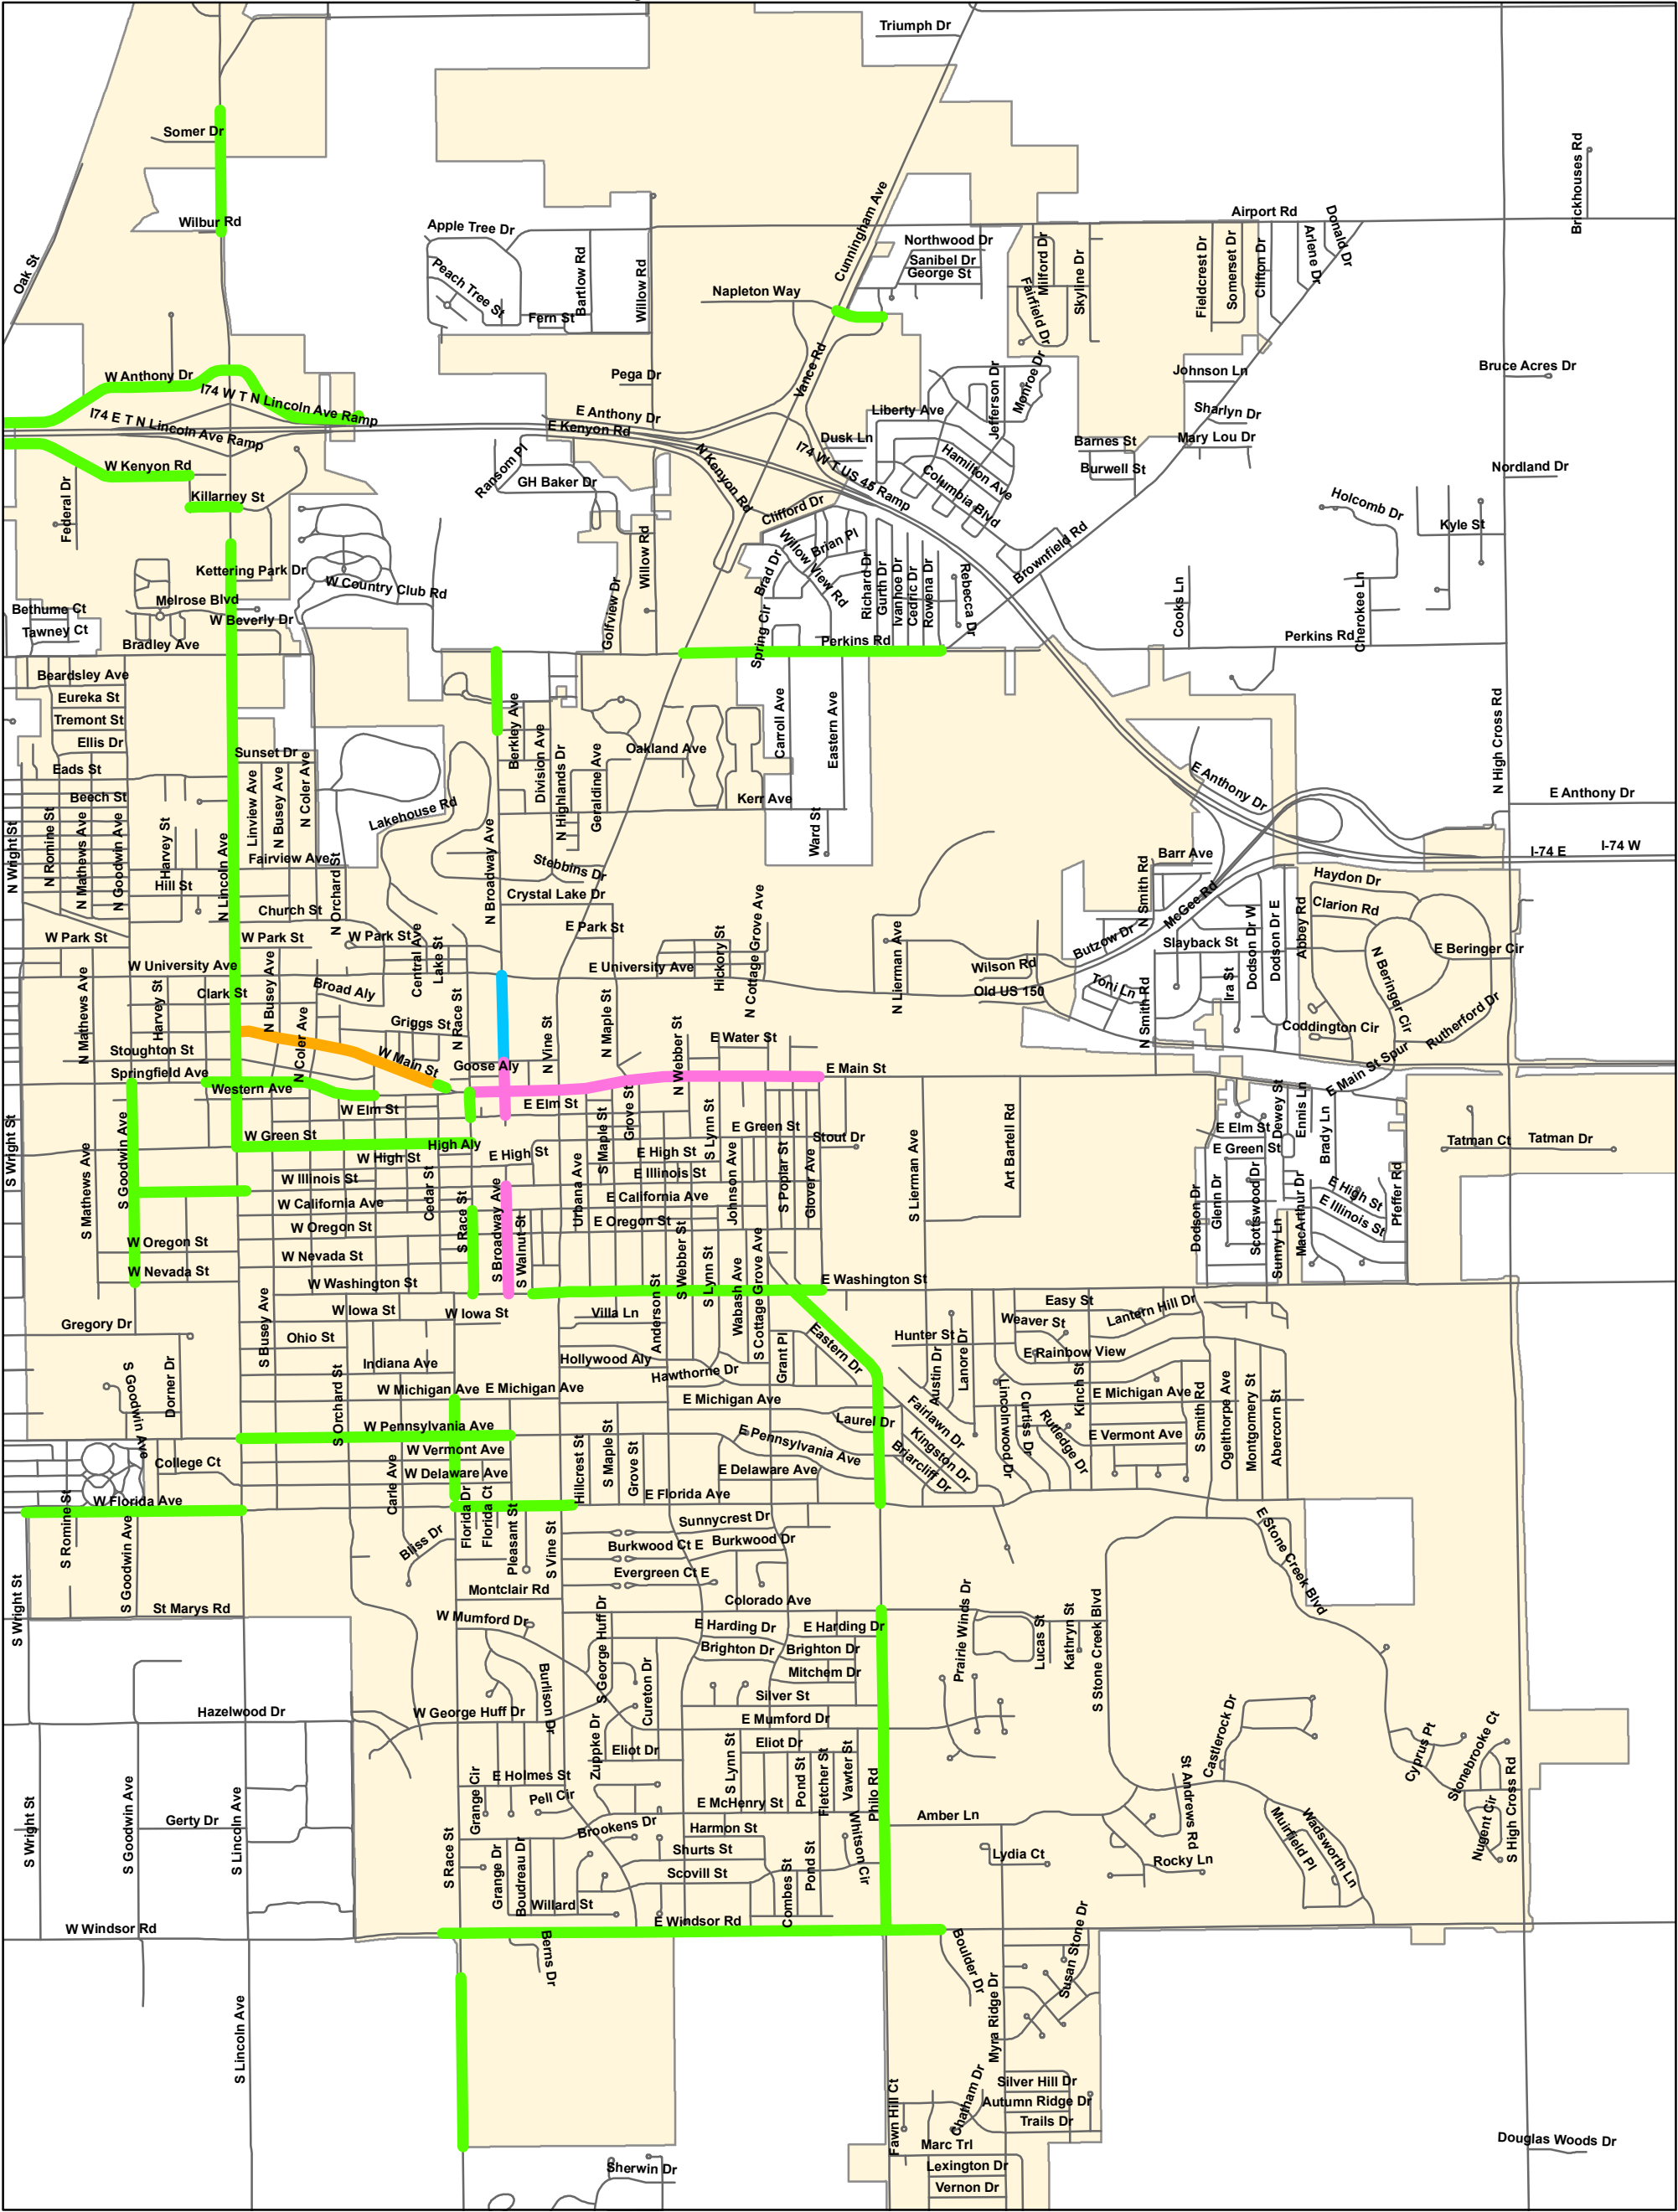 Triumph Dr
Somer Dr
Brickhouses Rd
Wilbur Rd
Apple Tree Dr
Cunningham Ave
Airport Rd
Donald Dr
Oak St
Peach Tree St
Bartlow Rd
Willow Rd
Northwood Dr
Sanibel Dr
George St
Milford Dr
Fairfield Dr
Skyline Dr
Fieldcrest Dr
Somerset Dr
Clifton Dr
Arlene Dr
Napleton Way
Fern St
W Anthony Dr
Pega Dr
Vance Rd
Jefferson Dr
Monroe Dr
Johnson Ln
Bruce Acres Dr
I74 W T N Lincoln Ave Ramp
I74 E T N Lincoln Ave Ramp
E Anthony Dr
E Kenyon Rd
Liberty Ave
Sharlyn Dr
Dusk Ln
Barnes St
Mary Lou Dr
W Kenyon Rd
Ransom Pl
GH Baker Dr
N Kenyon Rd
I74 W T US 45 Ramp
Hamilton Ave
Columbia Blvd
Burwell St
Nordland Dr
Federal Dr
Killarney St
Clifford Dr
Holcomb Dr
Kyle St
Willow Rd
Brad Dr
Willow View Rd
Brian Pl
Richard Dr
Gurth Dr
Ivanhoe Dr
Cedric Dr
Rowena Dr
Rebecca Dr
Brownfield Rd
Kettering Park Dr
W Country Club Rd
Golfview Dr
Cooks Ln
Cherokee Ln
Melrose Blvd
Bethume Ct
W Beverly Dr
Tawney Ct
Bradley Ave
Spring Cir
Perkins Rd
Perkins Rd
Beardsley Ave
Eureka St
Tremont St
Ellis Dr
Eads St
Beech St
Sunset Dr
Berkley Ave
Division Ave
N Highlands Dr
Geraldine Ave
Oakland Ave
Carroll Ave
Eastern Ave
N High Cross Rd
E Anthony Dr
E Anthony Dr
Kerr Ave
Ward St
Lakehouse Rd
Linview Ave
N Busey Ave
N Coler Ave
N Wright St
N Romine St
N Mathews Ave
N Goodwin Ave
Harvey St
N Lincoln Ave
Fairview Ave
N Orchard St
N Broadway Ave
Stebbins Dr
I-74 E
I-74 W
Barr Ave
Hill St
Crystal Lake Dr
N Smith Rd
McGee Rd
Haydon Dr
Clarion Rd
Church St
W Park St
W Park St
W Park St
E Park St
Hickory St
N Cottage Grove Ave
N Lierman Ave
Butzow Dr
Slayback St
Dodson Dr W
Dodson Dr E
Abbey Rd
N Beringer Cir
E Beringer Cir
W University Ave
Central Ave
Lake St
E University Ave
Wilson Rd
Old US 150
Toni Ln
Ira St
N Mathews Ave
Harvey St
Clark St
N Busey Ave
Broad Aly
Griggs St
N Race St
N Vine St
N Maple St
N Webber St
E Water St
N Smith Rd
Coddington Cir
Rutherford Dr
Stoughton St
N Coler Ave
W Main St
Goose Aly
E Main St
E Main St Spur
Springfield Ave
Western Ave
W Elm St
E Elm St
Grove St
S Wright St
S Mathews Ave
S Goodwin Ave
W Green St
High Aly
W High St
E High St
S Maple St
E High St
S Lynn St
E Green St
Stout Dr
Art Bartell Rd
E Elm St
E Green St
Dewey St
Ennis Ln
Brady Ln
Tatman Ct
Tatman Dr
W Illinois St
E Illinois St
W California Ave
Cedar St
S Race St
S Broadway Ave
S Walnut St
Urbana Ave
E California Ave
Johnson Ave
S Poplar St
Glover Ave
S Lierman Ave
Dodson Dr
Glenn Dr
Scottswood Dr
Sunny Ln
MacArthur Dr
E High St
E Illinois St
Pfeffer Rd
W Oregon St
W Oregon St
E Oregon St
W Nevada St
W Nevada St
W Washington St
S Webber St
S Lynn St
Wabash Ave
S Cottage Grove Ave
E Washington St
W Iowa St
W Iowa St
Villa Ln
Anderson St
Easy St
Weaver St
Lantern Hill Dr
Gregory Dr
S Busey Ave
Ohio St
Hunter St
E Rainbow View
Indiana Ave
Hollywood Aly
Hawthorne Dr
Grant Pl
Eastern Dr
Austin Dr
Lanore Dr
S Goodwin Ave
Dorner Dr
S Orchard St
W Michigan Ave
E Michigan Ave
E Michigan Ave
Lincolnwood Dr
Curtiss Dr
Kinch St
E Michigan Ave
S Smith Rd
Ogelthorpe Ave
Montgomery St
Abercorn St
W Pennsylvania Ave
Laurel Dr
Fairlawn Dr
Kingston Dr
Briarcliff Dr
Rutledge Dr
E Vermont Ave
W Vermont Ave
E Pennsylvania Ave
College Ct
W Delaware Ave
E Delaware Ave
Hillcrest St
S Maple St
Grove St
W Florida Ave
Carle Ave
Florida Dr
Florida Ct
Pleasant St
E Florida Ave
S Vine St
S Romine St
S Goodwin Ave
Bliss Dr
Sunnycrest Dr
Burkwood Ct E
Burkwood Dr
E Stone Creek Blvd
Evergreen Ct E
Montclair Rd
S Wright St
St Marys Rd
Colorado Ave
W Mumford Dr
S George Huff Dr
E Harding Dr
E Harding Dr
Prairie Winds Dr
Lucas St
Kathryn St
S Stone Creek Blvd
Brighton Dr
Brighton Dr
Burlison Dr
Cureton Dr
Mitchem Dr
Silver St
Hazelwood Dr
W George Huff Dr
E Mumford Dr
Zuppke Dr
Eliot Dr
Eliot Dr
S Lynn St
Pond St
Fletcher St
Vawter St
Philo Rd
St Andrews Rd
Castlerock Dr
Cyprus Pt
Stonebrooke Ct
S High Cross Rd
S Wright St
S Goodwin Ave
S Lincoln Ave
Grange Cir
E Holmes St
Pell Cir
E McHenry St
Amber Ln
Gerty Dr
Brookens Dr
Harmon St
Whitson Cir
Muirfield Pl
Wadsworth Ln
Nugent Cir
S Race St
Grange Dr
Boudreau Dr
Shurts St
Scovill St
Combes St
Pond St
Lydia Ct
Rocky Ln
Willard St
W Windsor Rd
E Windsor Rd
Berns Dr
Boulder Dr
Susan Stone Dr
S Lincoln Ave
Myra Ridge Dr
Silver Hill Dr
Autumn Ridge Dr
Trails Dr
Fawn Hill Ct
Chatham Dr
Marc Trl
Douglas Woods Dr
Sherwin Dr
Lexington Dr
Vernon Dr